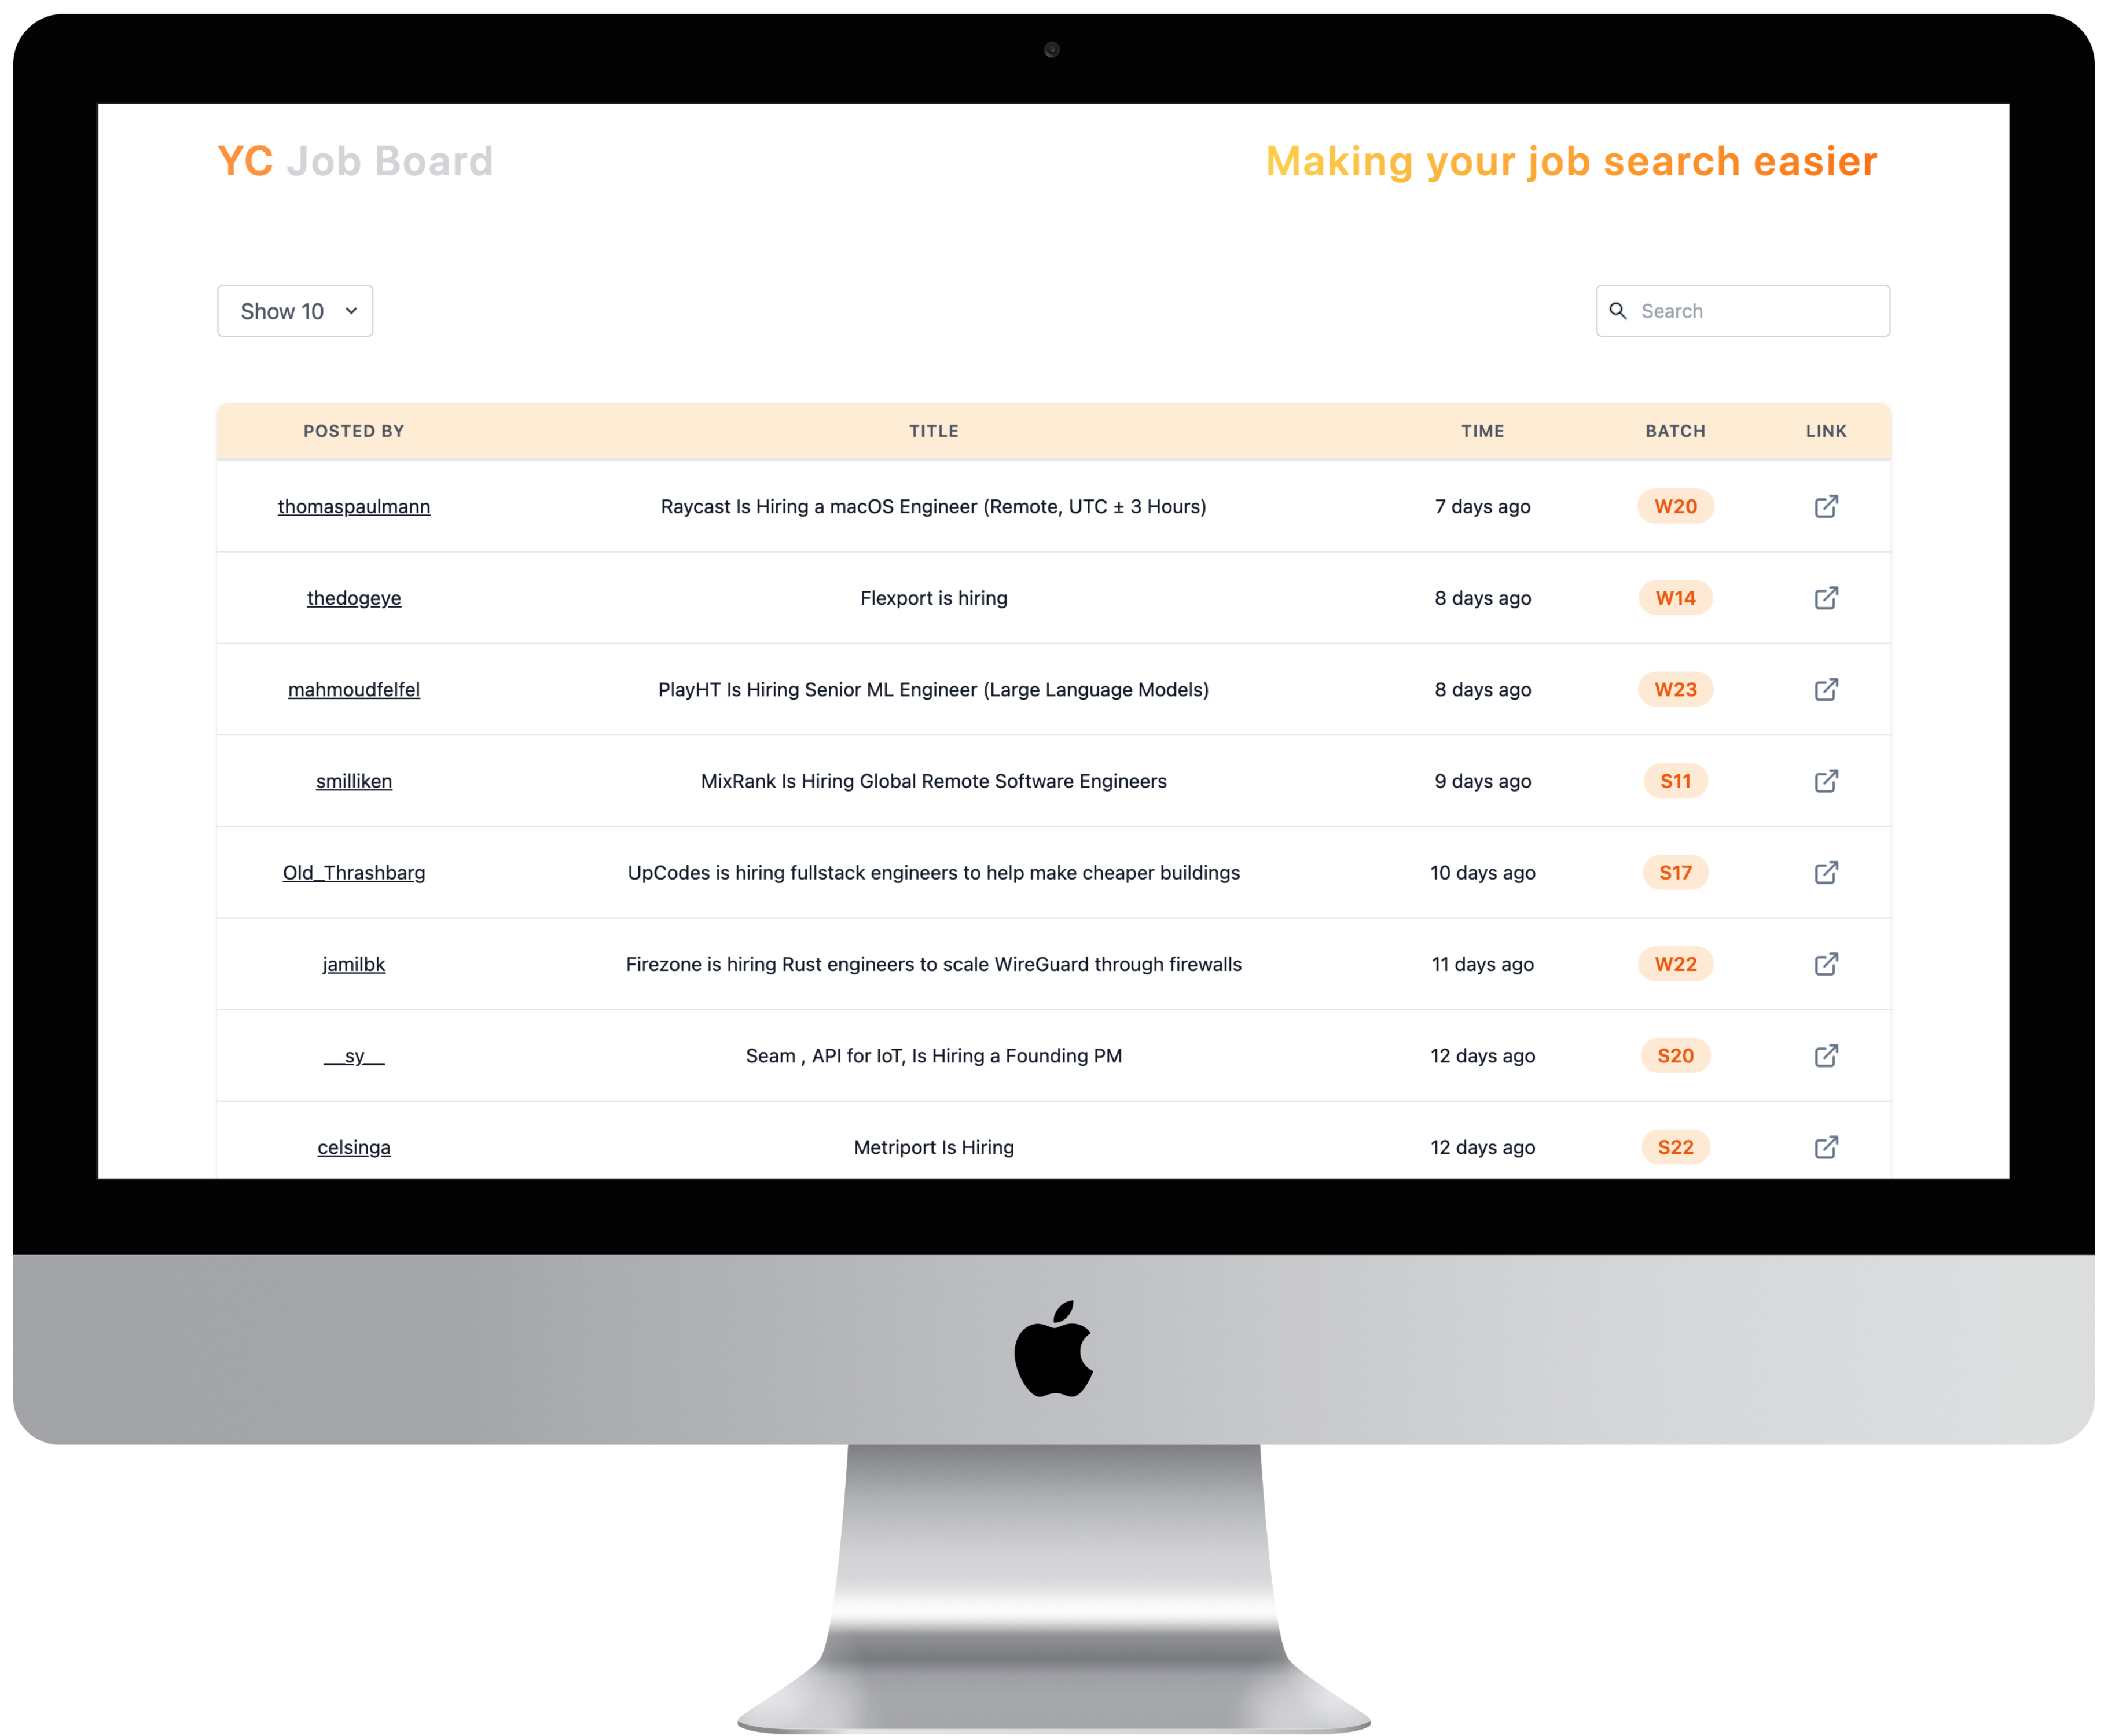 YC Job Board
Making your job search easier
Show 10
Search
POSTED BY TITLE TIME BATCH LINK
thomaspaulmann Raycast Is Hiring a macOS Engineer (Remote, UTC ± 3 Hours) 7 days ago W20
thedogeye Flexport is hiring 8 days ago W14
mahmoudfelfel PlayHT Is Hiring Senior ML Engineer (Large Language Models) 8 days ago W23
smilliken MixRank Is Hiring Global Remote Software Engineers 9 days ago S11
Old_Thrashbarg UpCodes is hiring fullstack engineers to help make cheaper buildings 10 days ago S17
jamilbk Firezone is hiring Rust engineers to scale WireGuard through firewalls 11 days ago W22
__sy__ Seam , API for IoT, Is Hiring a Founding PM 12 days ago S20
celsinga Metriport Is Hiring 12 days ago S22